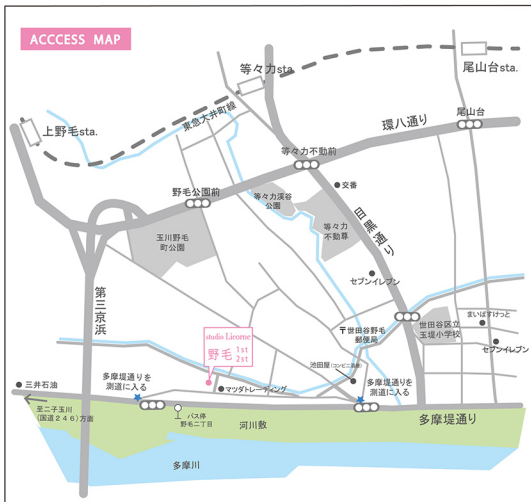 ACCCESS MAP
尾山台sta.
等々力sta.
上野毛sta.
東急大井町線
尾山台
環八通り
等々力不動前
交番
野毛公園前
等々力渓谷
公園
等々力
不動尊
目黒通り
玉川野毛
町公園
セブンイレブン
第三京浜
〒世田谷野毛
郵便局
世田谷区立
玉堤小学校
まいばすけっと
セブンイレブン
studio Licorne
野毛 1st
2st
池田屋(コンビニ酒屋)
三井石油
マツダトレーディング
多摩堤通りを
測道に入る
多摩堤通りを
測道に入る
至二子玉川
(国道246)方面
バス停
野毛二丁目
河川敷
多摩堤通り
多摩川